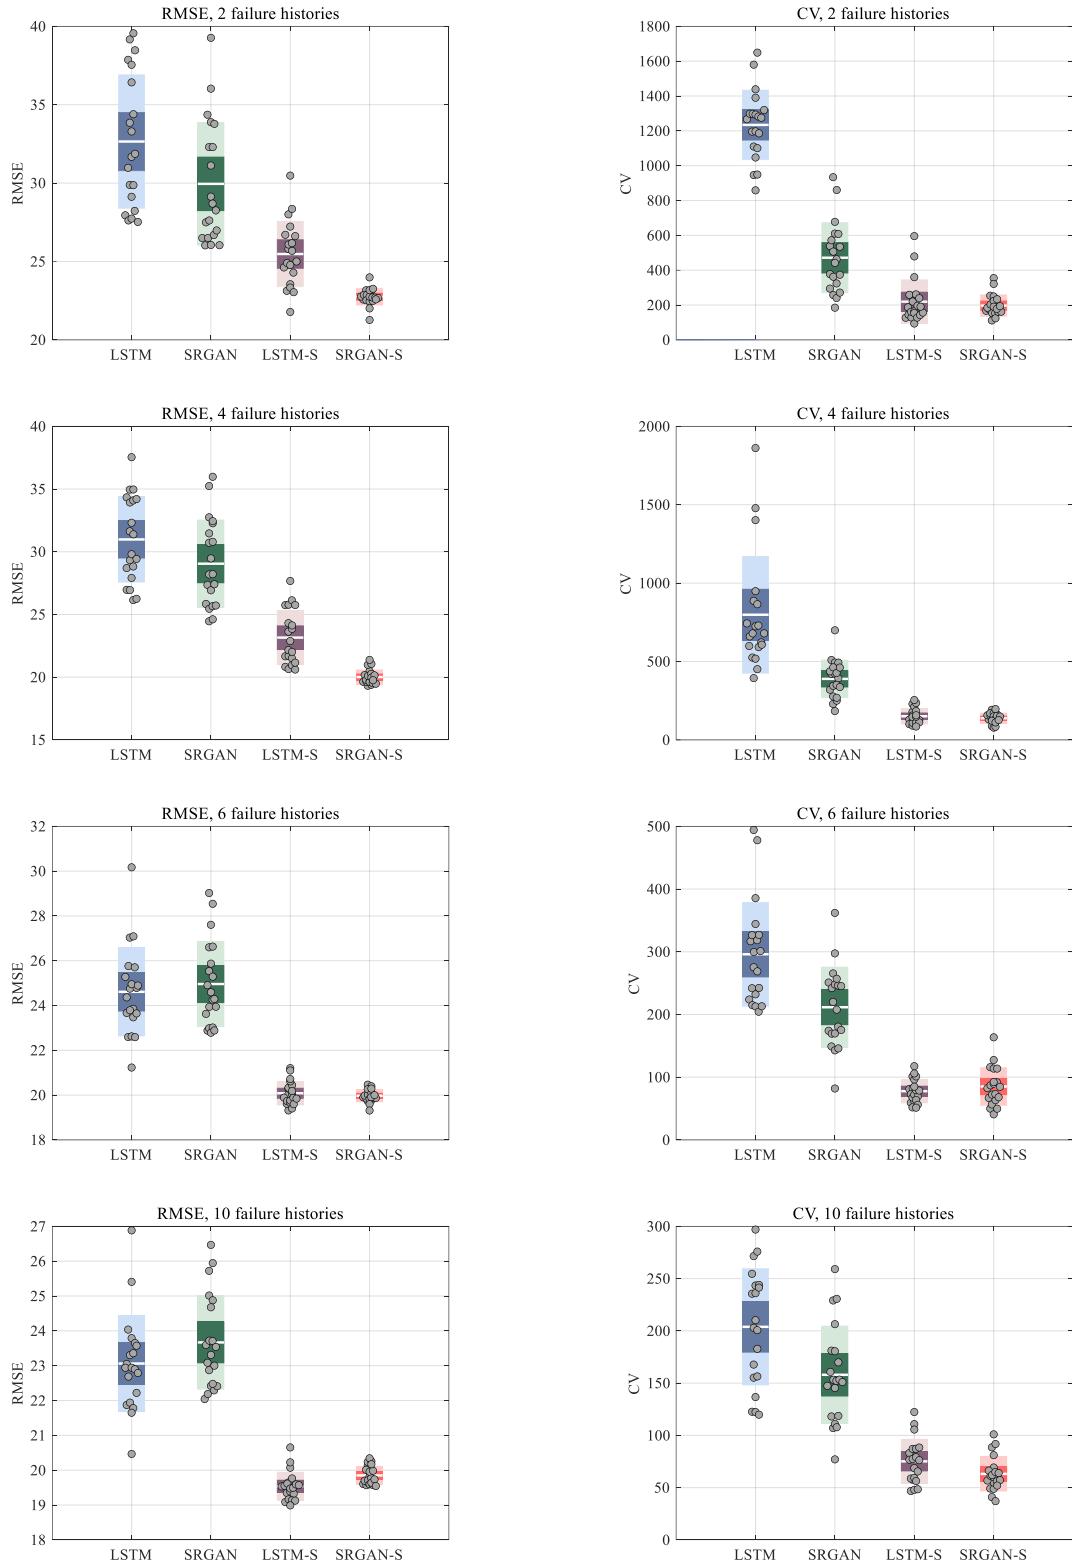 RMSE, 2 failure histories
40
35
30
25
20
RMSE
LSTM SRGAN LSTM-S SRGAN-S
CV, 2 failure histories
1800
1600
1400
1200
1000
800
600
400
200
0
CV
LSTM SRGAN LSTM-S SRGAN-S
RMSE, 4 failure histories
40
35
30
25
20
15
RMSE
LSTM SRGAN LSTM-S SRGAN-S
CV, 4 failure histories
2000
1500
1000
500
0
CV
LSTM SRGAN LSTM-S SRGAN-S
RMSE, 6 failure histories
32
30
28
26
24
22
20
18
RMSE
LSTM SRGAN LSTM-S SRGAN-S
CV, 6 failure histories
500
400
300
200
100
0
CV
LSTM SRGAN LSTM-S SRGAN-S
RMSE, 10 failure histories
27
26
25
24
23
22
21
20
19
18
RMSE
LSTM SRGAN LSTM-S SRGAN-S
CV, 10 failure histories
300
250
200
150
100
50
0
CV
LSTM SRGAN LSTM-S SRGAN-S